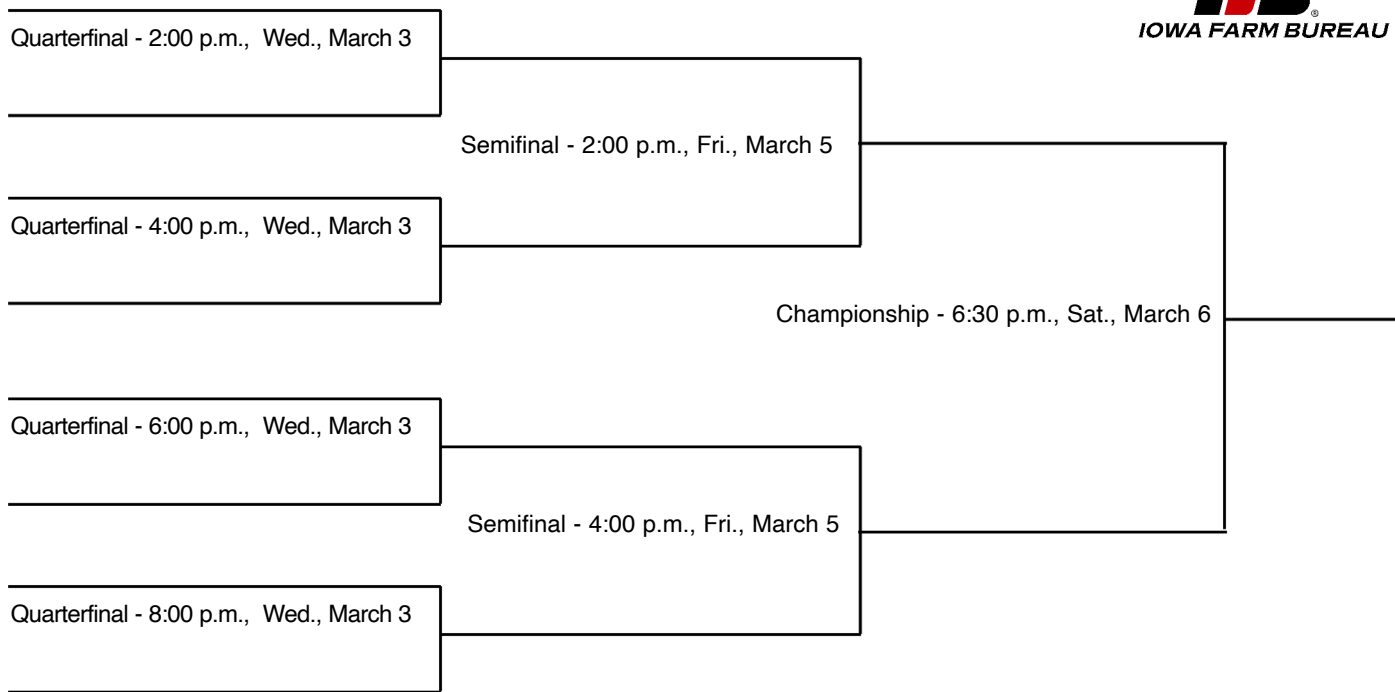 IOWA FARM BUREAU
Quarterfinal - 2:00 p.m., Wed., March 3
Semifinal - 2:00 p.m., Fri., March 5
Quarterfinal - 4:00 p.m., Wed., March 3
Championship - 6:30 p.m., Sat., March 6
Quarterfinal - 6:00 p.m., Wed., March 3
Semifinal - 4:00 p.m., Fri., March 5
Quarterfinal - 8:00 p.m., Wed., March 3